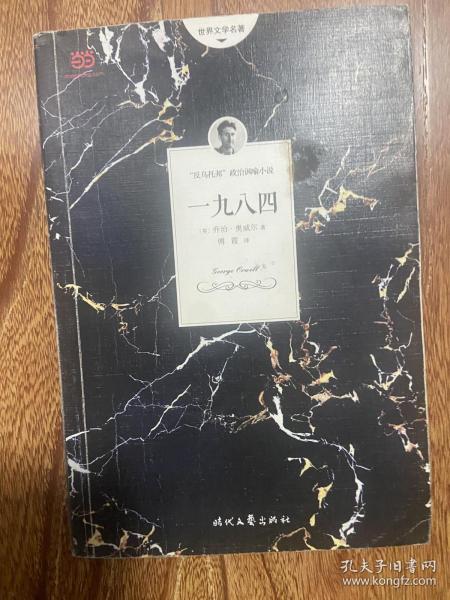 世界文学名著
当当
“反乌托邦”政治讽喻小说
一九八四
[英] 乔治·奥威尔 著
傅霞 译
George Orwell
时代文艺出版社
孔夫子旧书网
www.kongfz.com